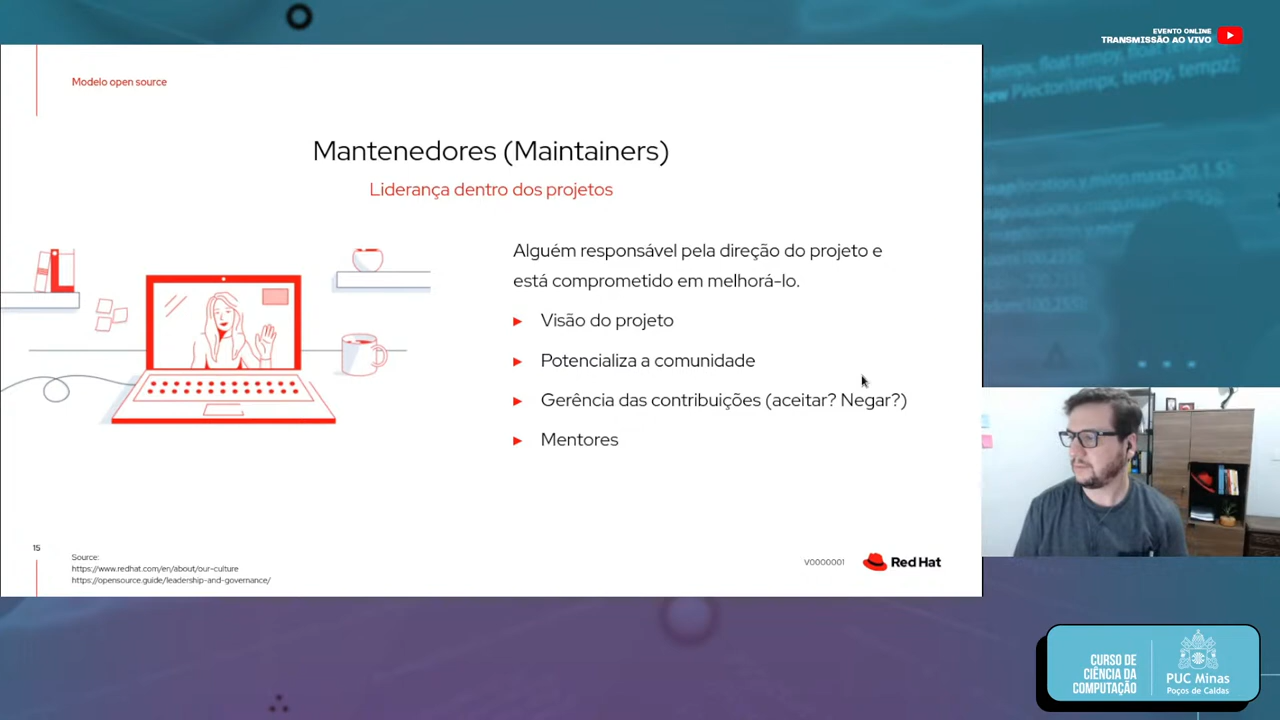 EVENTO ONLINE
TRANSMISSÃO AO VIVO
Modelo open source
Mantenedores (Maintainers)
Liderança dentro dos projetos
Alguém responsável pela direção do projeto e
está comprometido em melhorá-lo.
▸ Visão do projeto
▸ Potencializa a comunidade
▸ Gerência das contribuições (aceitar? Negar?)
▸ Mentores
15
Source:
https://www.redhat.com/en/about/our-culture
https://opensource.guide/leadership-and-governance/
V0000001
Red Hat
CURSO DE
CIÊNCIA DA
COMPUTAÇÃO
PUC Minas
Poços de Caldas